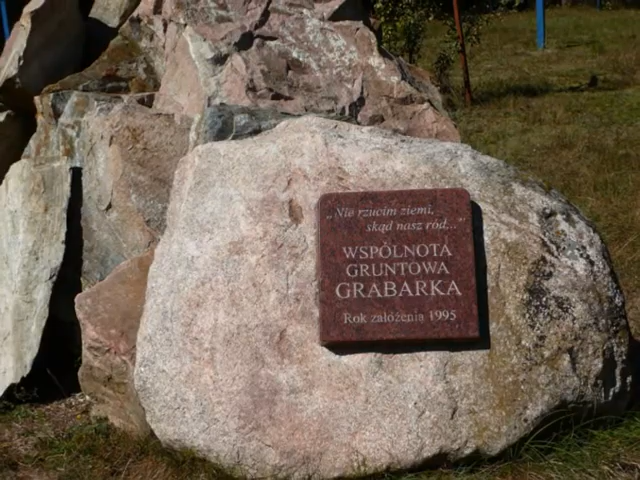 „Nie rzucim ziemi,
skąd nasz ród..."
WSPÓLNOTA
GRUNTOWA
GRABARKA
Rok założenia 1995